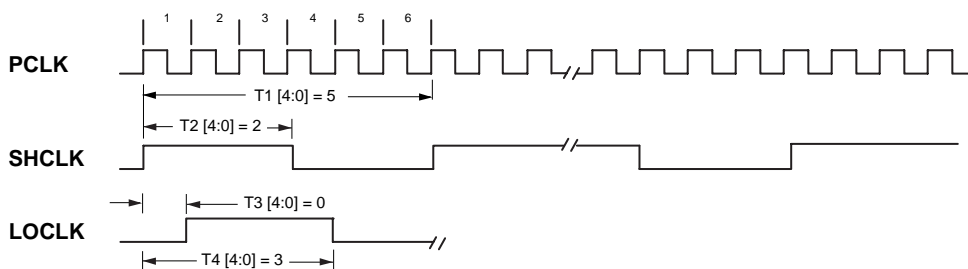 1 2 3 4 5 6
PCLK
T1 [4:0] = 5
T2 [4:0] = 2
SHCLK
T3 [4:0] = 0
LOCLK
T4 [4:0] = 3